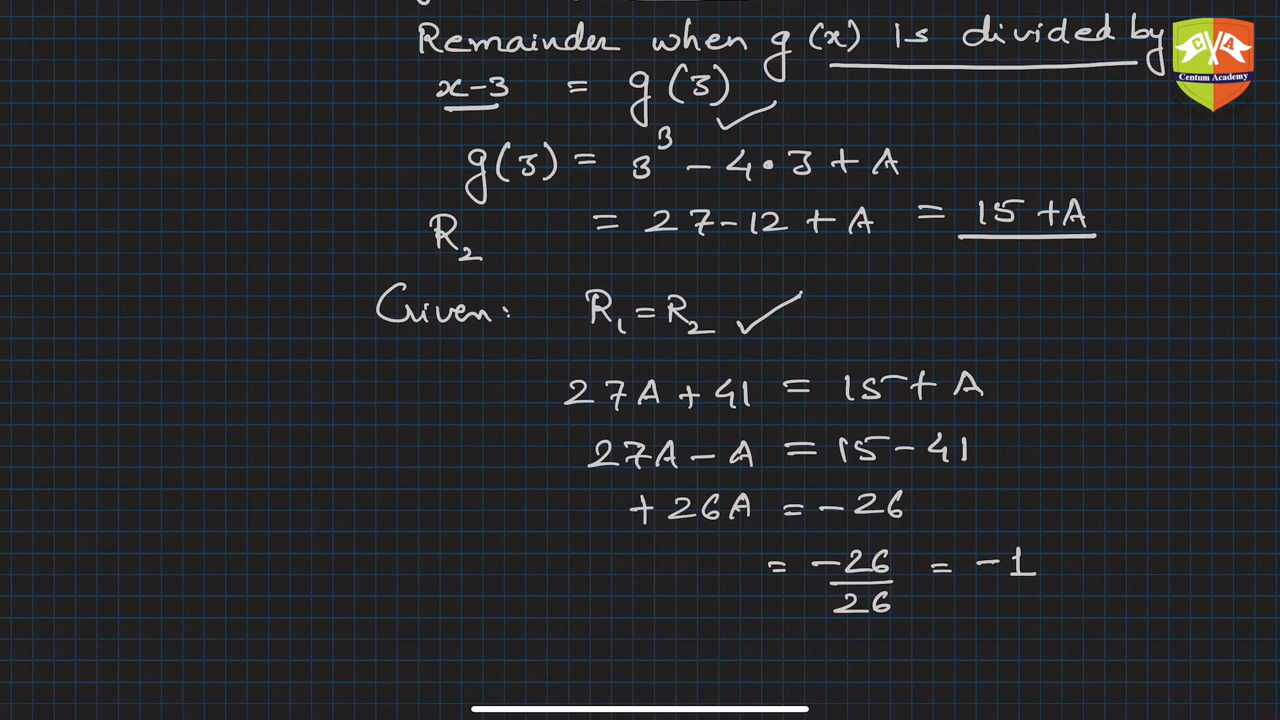 Remainder when g(x) is divided by
x-3 = g(3) ✓
g(3) = 3³ - 4•3 + A
R₂ = 27-12 + A = 15 + A
Given: R₁ = R₂ ✓
27A + 41 = 15 + A
27A - A = 15 - 41
+ 26A = -26
= -26/26 = -1
C A
Centum Academy